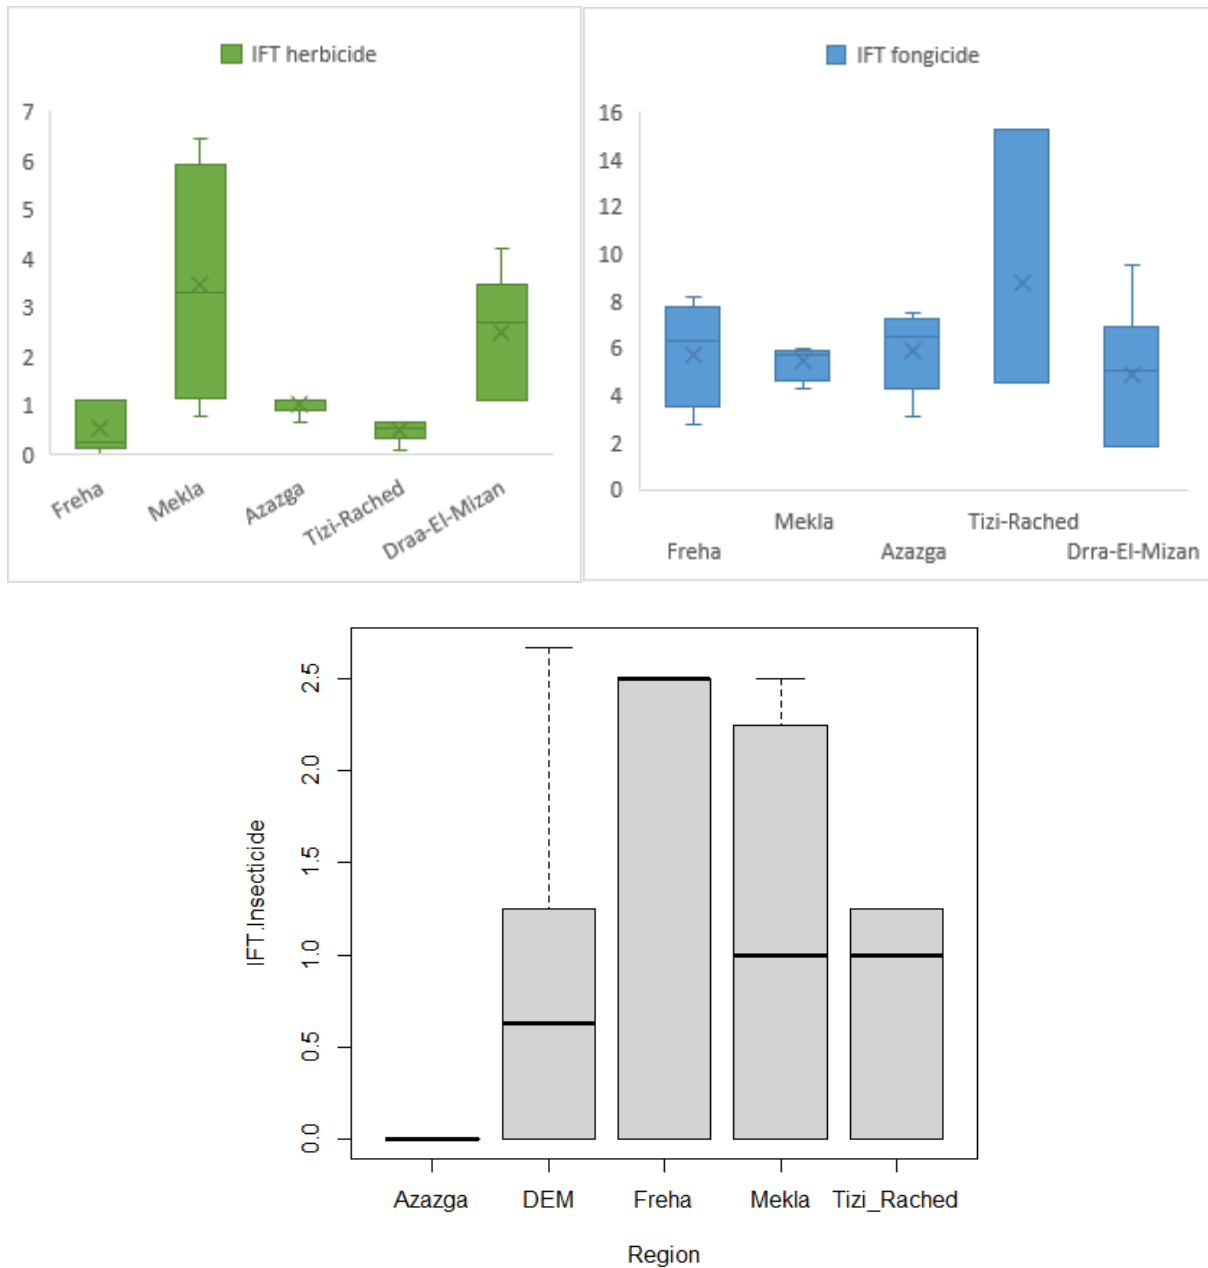 IFT herbicide
7
6
5
4
3
2
1
0
Freha
Mekla
Azazga
Tizi-Rached
Draa-El-Mizan
IFT fongicide
16
14
12
10
8
6
4
2
0
Mekla
Tizi-Rached
Freha
Azazga
Drra-El-Mizan
IFT.Insecticide
2.5
2.0
1.5
1.0
0.5
0.0
Azazga
DEM
Freha
Mekla
Tizi_Rached
Region